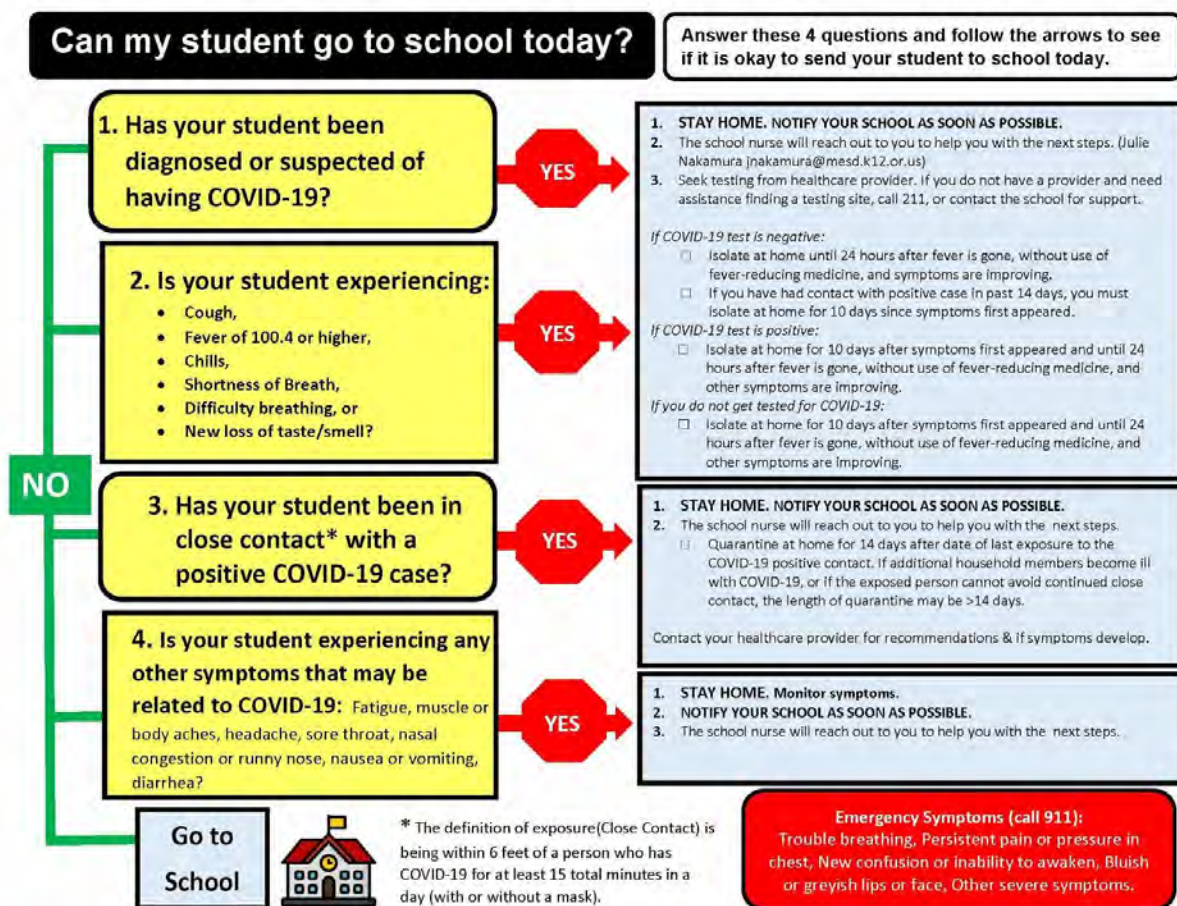 Can my student go to school today?
Answer these 4 questions and follow the arrows to see
if it is okay to send your student to school today.
1. Has your student been
diagnosed or suspected of
having COVID-19?
YES
1. STAY HOME. NOTIFY YOUR SCHOOL AS SOON AS POSSIBLE.
2. The school nurse will reach out to you to help you with the next steps. (Julie
Nakamura jnakamura@mesd.k12.or.us)
3. Seek testing from healthcare provider. If you do not have a provider and need
assistance finding a testing site, call 211, or contact the school for support.
If COVID-19 test is negative:
☐ Isolate at home until 24 hours after fever is gone, without use of
fever-reducing medicine, and symptoms are improving.
☐ If you have had contact with positive case in past 14 days, you must
isolate at home for 10 days since symptoms first appeared.
If COVID-19 test is positive:
☐ Isolate at home for 10 days after symptoms first appeared and until 24
hours after fever is gone, without use of fever-reducing medicine, and
other symptoms are improving.
If you do not get tested for COVID-19:
☐ Isolate at home for 10 days after symptoms first appeared and until 24
hours after fever is gone, without use of fever-reducing medicine, and
other symptoms are improving.
2. Is your student experiencing:
• Cough,
• Fever of 100.4 or higher,
• Chills,
• Shortness of Breath,
• Difficulty breathing, or
• New loss of taste/smell?
YES
NO
3. Has your student been in
close contact* with a
positive COVID-19 case?
YES
1. STAY HOME. NOTIFY YOUR SCHOOL AS SOON AS POSSIBLE.
2. The school nurse will reach out to you to help you with the next steps.
☐ Quarantine at home for 14 days after date of last exposure to the
COVID-19 positive contact. If additional household members become ill
with COVID-19, or if the exposed person cannot avoid continued close
contact, the length of quarantine may be >14 days.
Contact your healthcare provider for recommendations & if symptoms develop.
4. Is your student experiencing any
other symptoms that may be
related to COVID-19: Fatigue, muscle or
body aches, headache, sore throat, nasal
congestion or runny nose, nausea or vomiting,
diarrhea?
YES
1. STAY HOME. Monitor symptoms.
2. NOTIFY YOUR SCHOOL AS SOON AS POSSIBLE.
3. The school nurse will reach out to you to help you with the next steps.
Go to
School
* The definition of exposure(Close Contact) is
being within 6 feet of a person who has
COVID-19 for at least 15 total minutes in a
day (with or without a mask).
Emergency Symptoms (call 911):
Trouble breathing, Persistent pain or pressure in
chest, New confusion or inability to awaken, Bluish
or greyish lips or face, Other severe symptoms.